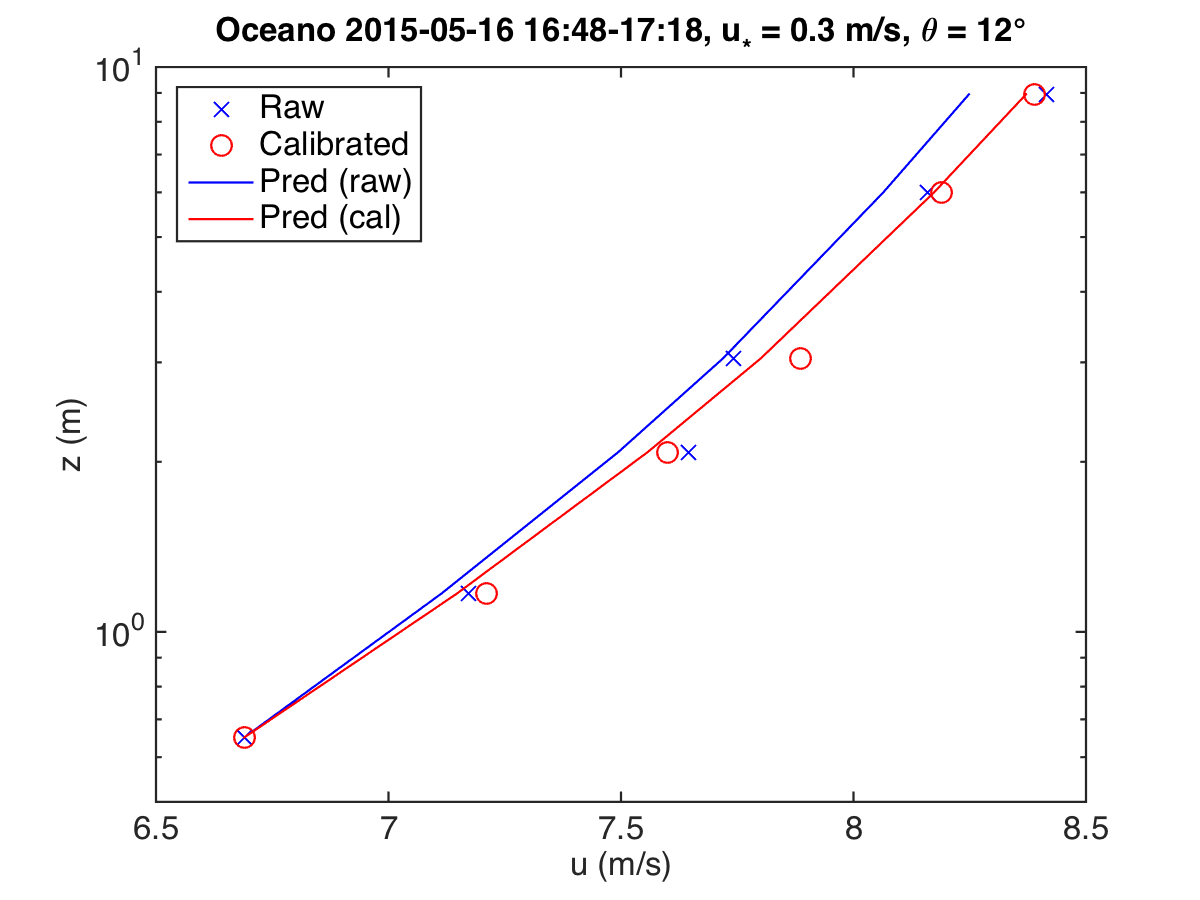 Oceano 2015-05-16 16:48-17:18, u* = 0.3 m/s, θ = 12°
10¹
Raw
Calibrated
Pred (raw)
Pred (cal)
z (m)
10⁰
6.5 7 7.5 8 8.5
u (m/s)